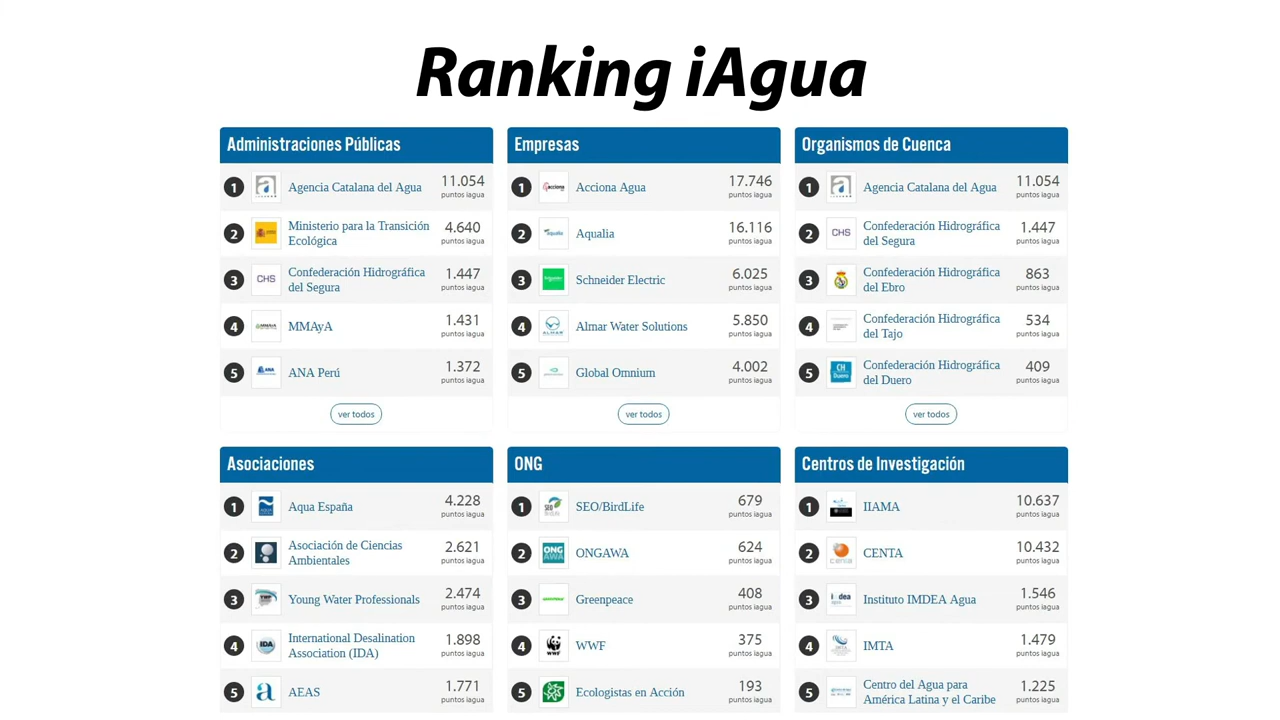 Ranking iAgua
Administraciones Públicas
1 Agencia Catalana del Agua 11.054
puntos iagua
2 Ministerio para la Transición
Ecológica 4.640
puntos iagua
3 CHS Confederación Hidrográfica
del Segura 1.447
puntos iagua
4 MMAyA 1.431
puntos iagua
5 ANA ANA Perú 1.372
puntos iagua
ver todos
Empresas
1 acciona Acciona Agua 17.746
puntos iagua
2 aqualia Aqualia 16.116
puntos iagua
3 Schneider Electric 6.025
puntos iagua
4 ALMAR Almar Water Solutions 5.850
puntos iagua
5 Global Omnium 4.002
puntos iagua
ver todos
Organismos de Cuenca
1 Agencia Catalana del Agua 11.054
puntos iagua
2 CHS Confederación Hidrográfica
del Segura 1.447
puntos iagua
3 Confederación Hidrográfica
del Ebro 863
puntos iagua
4 Confederación Hidrográfica
del Tajo 534
puntos iagua
5 CH Duero Confederación Hidrográfica
del Duero 409
puntos iagua
ver todos
Asociaciones
1 Aqua España 4.228
puntos iagua
2 Asociación de Ciencias
Ambientales 2.621
puntos iagua
3 Young Water Professionals 2.474
puntos iagua
4 IDA International Desalination
Association (IDA) 1.898
puntos iagua
5 AEAS 1.771
puntos iagua
ONG
1 SEO SEO/BirdLife 679
puntos iagua
2 ONGAWA ONGAWA 624
puntos iagua
3 Greenpeace 408
puntos iagua
4 WWF WWF 375
puntos iagua
5 Ecologistas en Acción 193
puntos iagua
Centros de Investigación
1 IIAMA 10.637
puntos iagua
2 centa CENTA 10.432
puntos iagua
3 Instituto IMDEA Agua 1.546
puntos iagua
4 IMTA 1.479
puntos iagua
5 Centro del Agua para
América Latina y el Caribe 1.225
puntos iagua